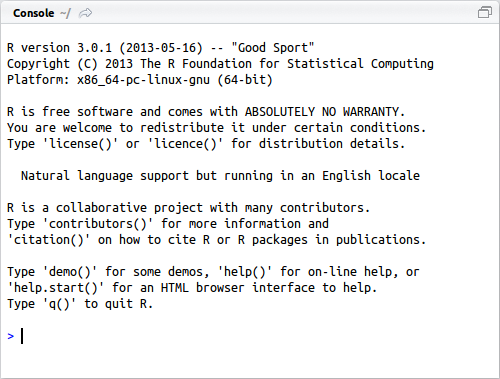 Console ~/
R version 3.0.1 (2013-05-16) -- "Good Sport"
Copyright (C) 2013 The R Foundation for Statistical Computing
Platform: x86_64-pc-linux-gnu (64-bit)
R is free software and comes with ABSOLUTELY NO WARRANTY.
You are welcome to redistribute it under certain conditions.
Type 'license()' or 'licence()' for distribution details.
Natural language support but running in an English locale
R is a collaborative project with many contributors.
Type 'contributors()' for more information and
'citation()' on how to cite R or R packages in publications.
Type 'demo()' for some demos, 'help()' for on-line help, or
'help.start()' for an HTML browser interface to help.
Type 'q()' to quit R.
>